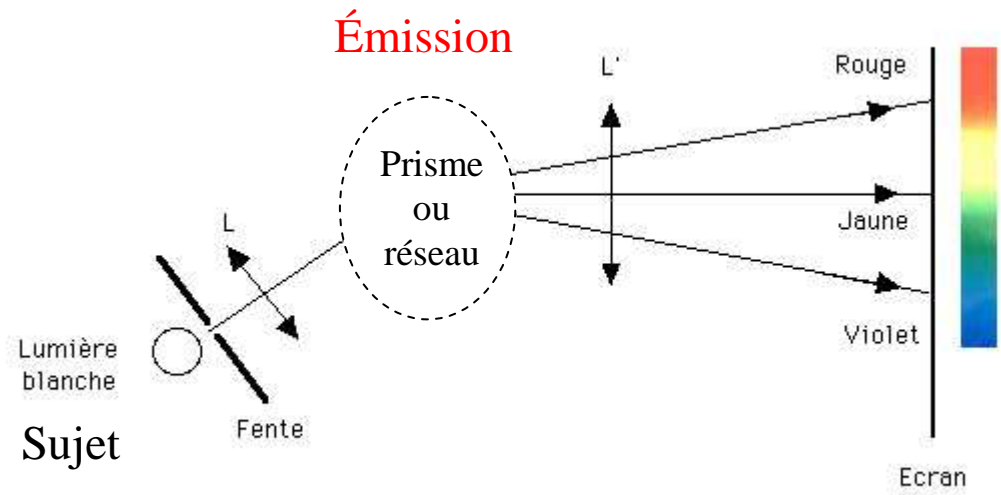 Émission
L'
Rouge
Prisme
ou
réseau
L
Jaune
Violet
Lumière
blanche
Fente
Sujet
Ecran